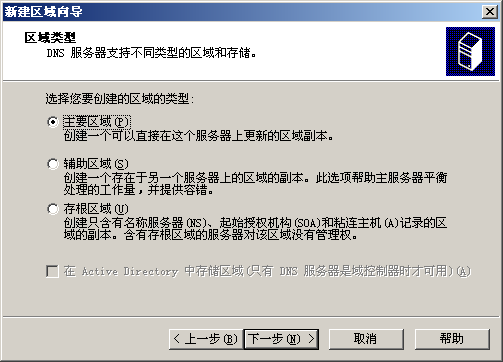 新建区域向导
区域类型
DNS 服务器支持不同类型的区域和存储。
选择您要创建的区域的类型:
主要区域(P)
创建一个可以直接在这个服务器上更新的区域副本。
辅助区域(S)
创建一个存在于另一个服务器上的区域的副本。此选项帮助主服务器平衡
处理的工作量，并提供容错。
存根区域(U)
创建只含有名称服务器(NS)、起始授权机构(SOA)和粘连主机(A)记录的区
域的副本。含有存根区域的服务器对该区域没有管理权。
在 Active Directory 中存储区域(只有 DNS 服务器是域控制器时才可用)(A)
< 上一步(B) 下一步(N) > 取消 帮助